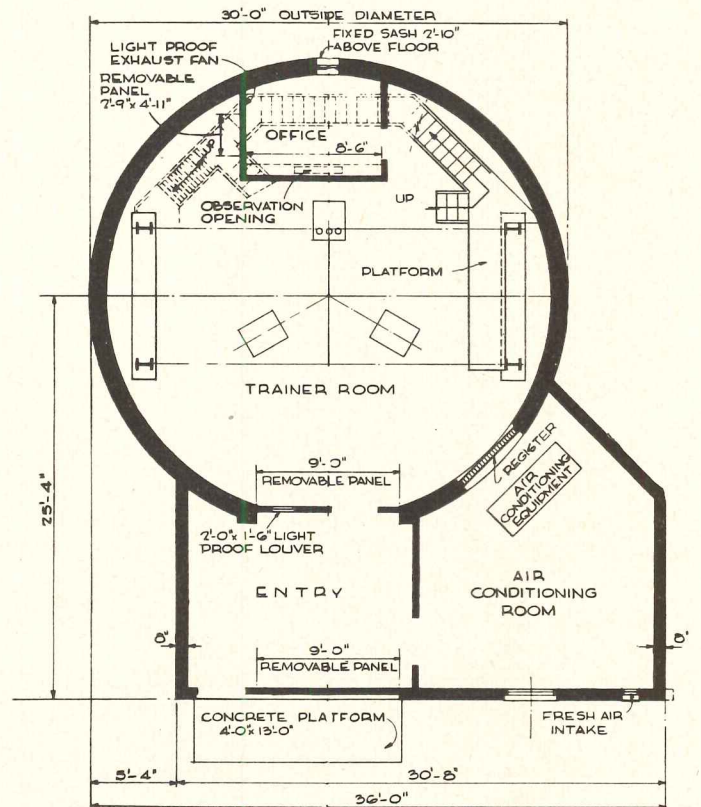 30'-0" OUTSIDE DIAMETER
FIXED SASH 2'-10"
ABOVE FLOOR
LIGHT PROOF
EXHAUST FAN
REMOVABLE
PANEL
2'-9" x 4'-11"
OFFICE
8'-6"
UP
OBSERVATION
OPENING
UP
PLATFORM
TRAINER ROOM
25'-4"
9'-0"
REMOVABLE PANEL
REGISTER
AIR
CONDITIONING
EQUIPMENT
2'-0" x 1'-6" LIGHT
PROOF LOUVER
ENTRY
AIR
CONDITIONING
ROOM
9'-0"
REMOVABLE PANEL
CONCRETE PLATFORM
4'-0" x 13'-0"
FRESH AIR
INTAKE
5'-4"
30'-8"
36'-0"